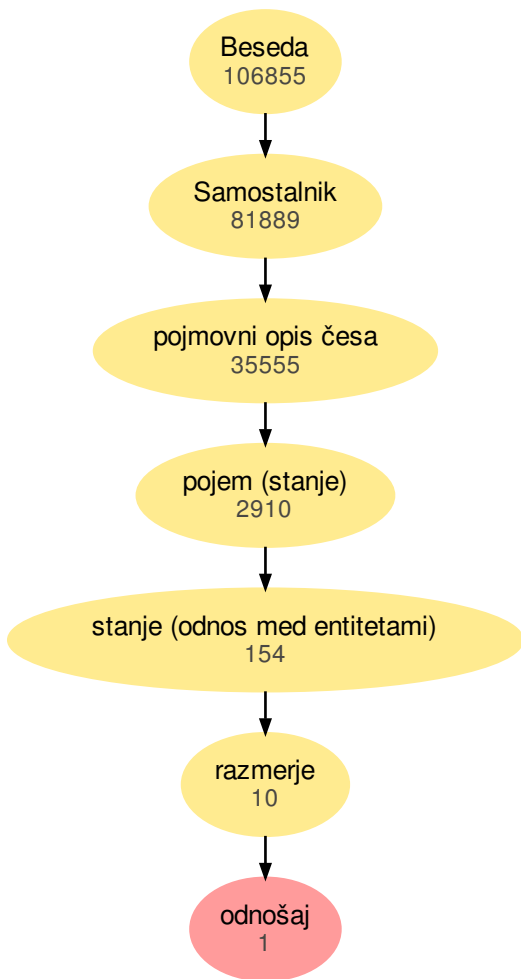 Beseda
106855
Samostalnik
81889
pojmovni opis česa
35555
pojem (stanje)
2910
stanje (odnos med entitetami)
154
razmerje
10
odnošaj
1